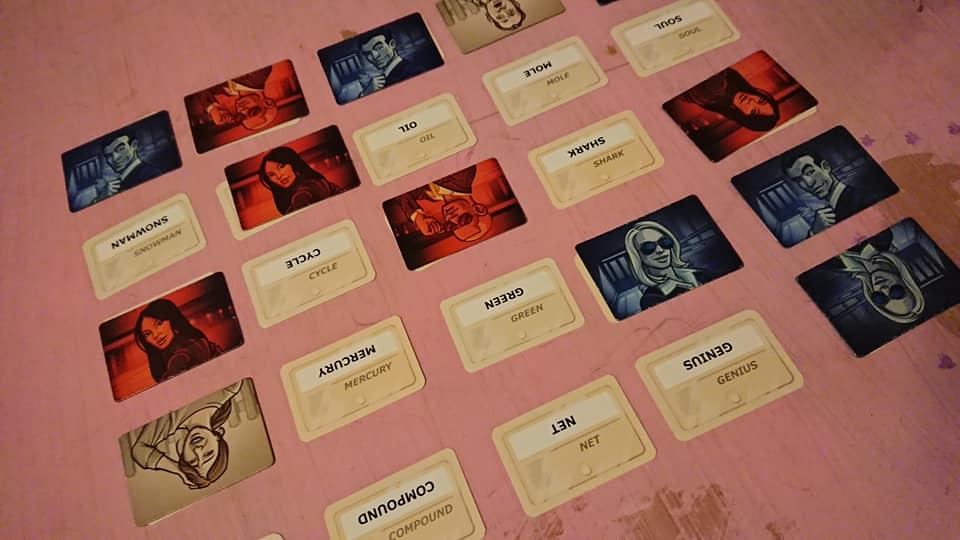 SOUL
SOUL
MOLE
MOLE
OIL
OIL
SHARK
SHARK
SNOWMAN
SNOWMAN
CYCLE
CYCLE
GREEN
GREEN
MERCURY
MERCURY
GENIUS
GENIUS
NET
NET
COMPOUND
COMPOUND